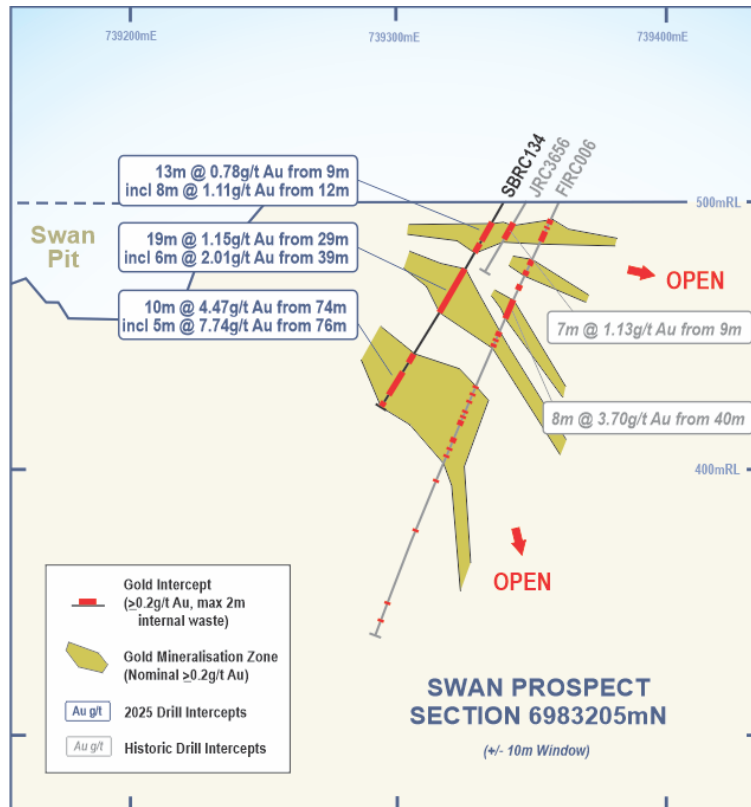 739200mE
739300mE
739400mE
SBRC134
JRC3656
FIRC006
13m @ 0.78g/t Au from 9m
incl 8m @ 1.11g/t Au from 12m
500mRL
Swan
Pit
19m @ 1.15g/t Au from 29m
incl 6m @ 2.01g/t Au from 39m
OPEN
10m @ 4.47g/t Au from 74m
incl 5m @ 7.74g/t Au from 76m
7m @ 1.13g/t Au from 9m
8m @ 3.70g/t Au from 40m
400mRL
OPEN
Gold Intercept
(≥0.2g/t Au, max 2m
internal waste)
Gold Mineralisation Zone
(Nominal ≥0.2g/t Au)
Au g/t
2025 Drill Intercepts
Au g/t
Historic Drill Intercepts
SWAN PROSPECT
SECTION 6983205mN
(+/- 10m Window)